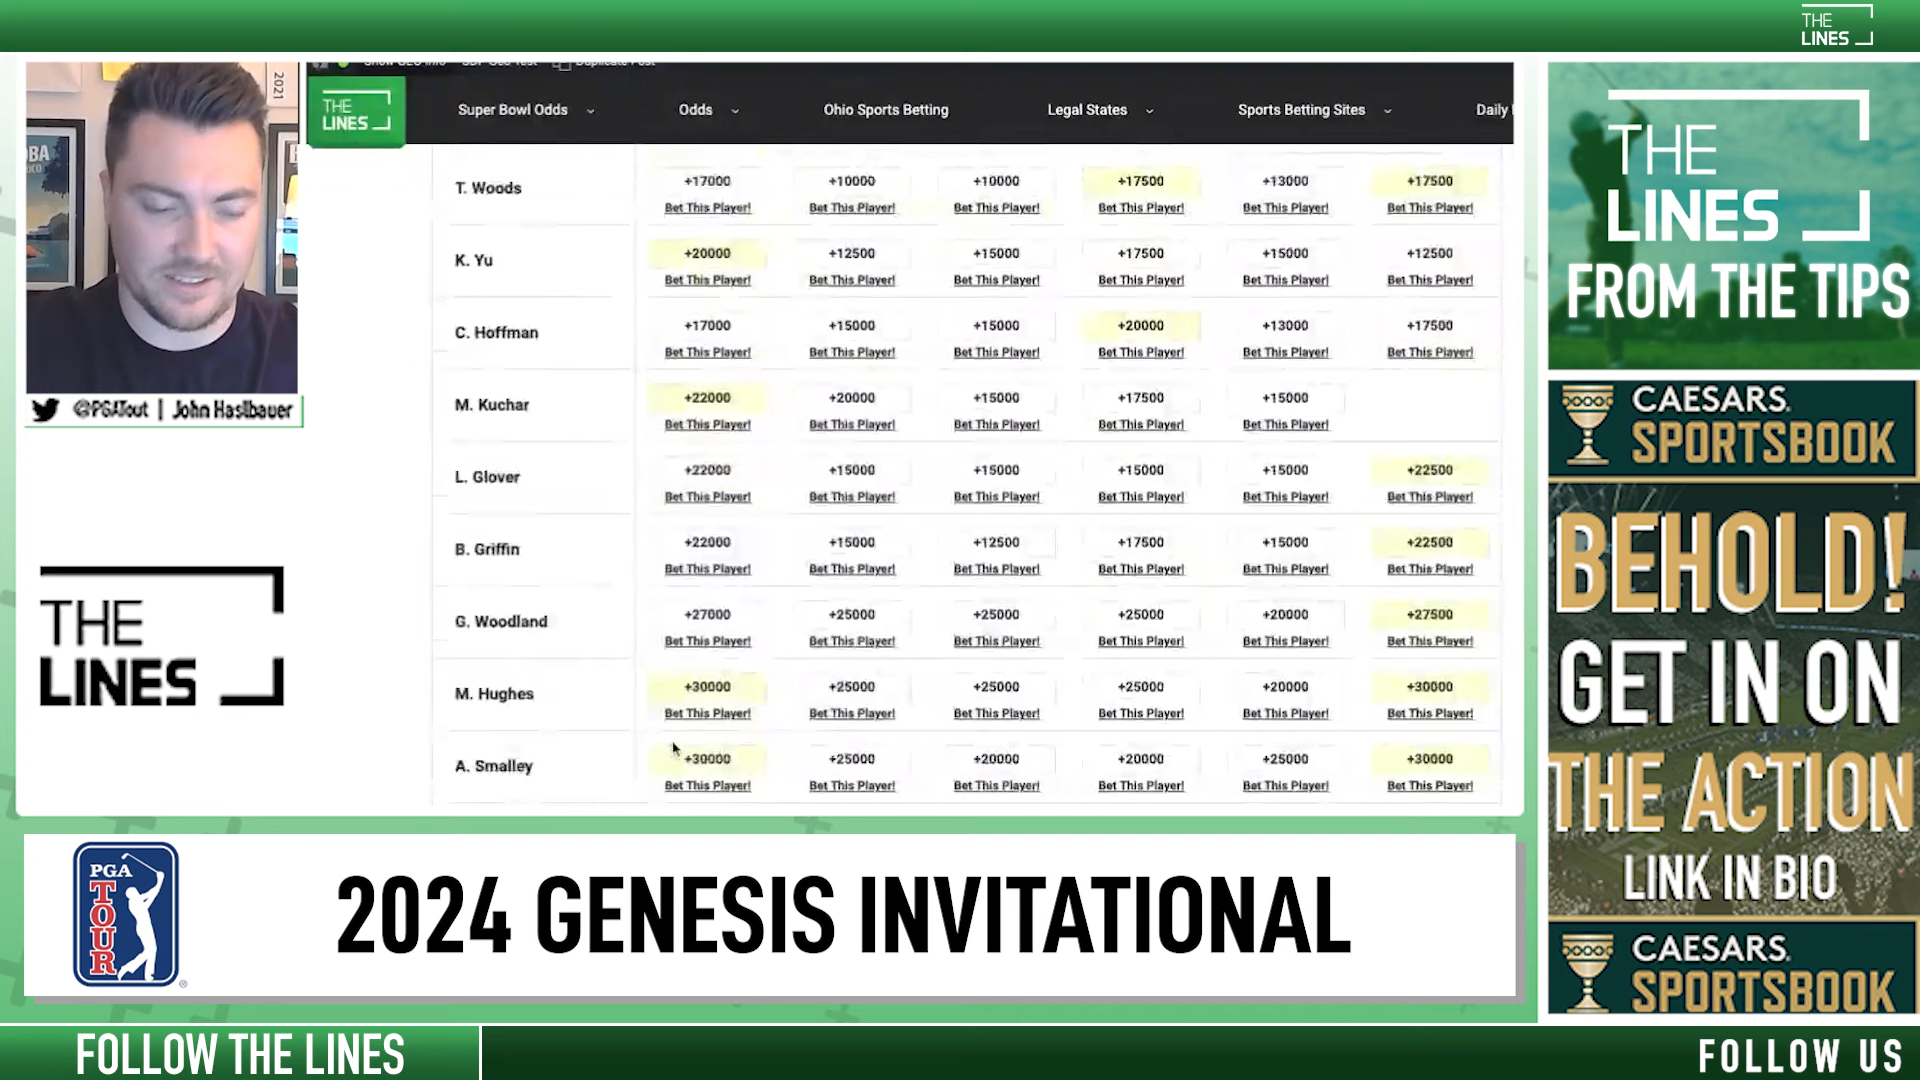 THE
LINES
2021
BA
THE
LINES
Super Bowl Odds
Odds
Ohio Sports Betting
Legal States
Sports Betting Sites
Daily
T. Woods +17000 +10000 +10000 +17500 +13000 +17500
Bet This Player! Bet This Player! Bet This Player! Bet This Player! Bet This Player! Bet This Player!
K. Yu +20000 +12500 +15000 +17500 +15000 +12500
Bet This Player! Bet This Player! Bet This Player! Bet This Player! Bet This Player! Bet This Player!
C. Hoffman +17000 +15000 +15000 +20000 +13000 +17500
Bet This Player! Bet This Player! Bet This Player! Bet This Player! Bet This Player! Bet This Player!
M. Kuchar +22000 +20000 +15000 +17500 +15000
Bet This Player! Bet This Player! Bet This Player! Bet This Player! Bet This Player!
L. Glover +22000 +15000 +15000 +15000 +15000 +22500
Bet This Player! Bet This Player! Bet This Player! Bet This Player! Bet This Player! Bet This Player!
B. Griffin +22000 +15000 +12500 +17500 +15000 +22500
Bet This Player! Bet This Player! Bet This Player! Bet This Player! Bet This Player! Bet This Player!
G. Woodland +27000 +25000 +25000 +25000 +20000 +27500
Bet This Player! Bet This Player! Bet This Player! Bet This Player! Bet This Player! Bet This Player!
M. Hughes +30000 +25000 +25000 +25000 +20000 +30000
Bet This Player! Bet This Player! Bet This Player! Bet This Player! Bet This Player! Bet This Player!
A. Smalley +30000 +25000 +20000 +20000 +25000 +30000
Bet This Player! Bet This Player! Bet This Player! Bet This Player! Bet This Player! Bet This Player!
@PGATout | John Haslbauer
THE
LINES
THE
LINES
FROM THE TIPS
CAESARS
SPORTSBOOK
BEHOLD!
GET IN ON
THE ACTION
LINK IN BIO
CAESARS
SPORTSBOOK
PGA
TOUR
®
2024 GENESIS INVITATIONAL
FOLLOW THE LINES
FOLLOW US